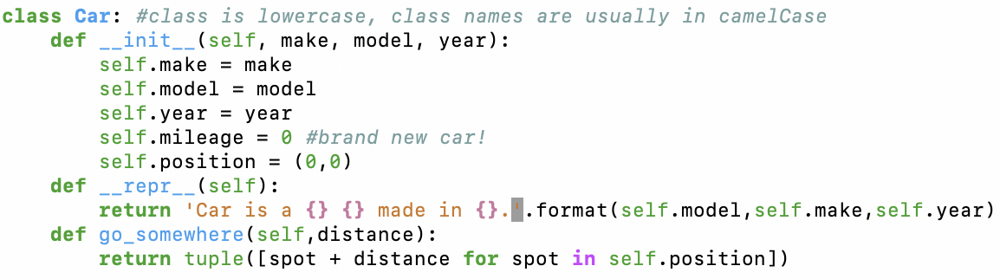 class Car: #class is lowercase, class names are usually in camelCase
    def __init__(self, make, model, year):
        self.make = make
        self.model = model
        self.year = year
        self.mileage = 0 #brand new car!
        self.position = (0,0)
    def __repr__(self):
        return 'Car is a {} {} made in {}.'.format(self.model,self.make,self.year)
    def go_somewhere(self,distance):
        return tuple([spot + distance for spot in self.position])